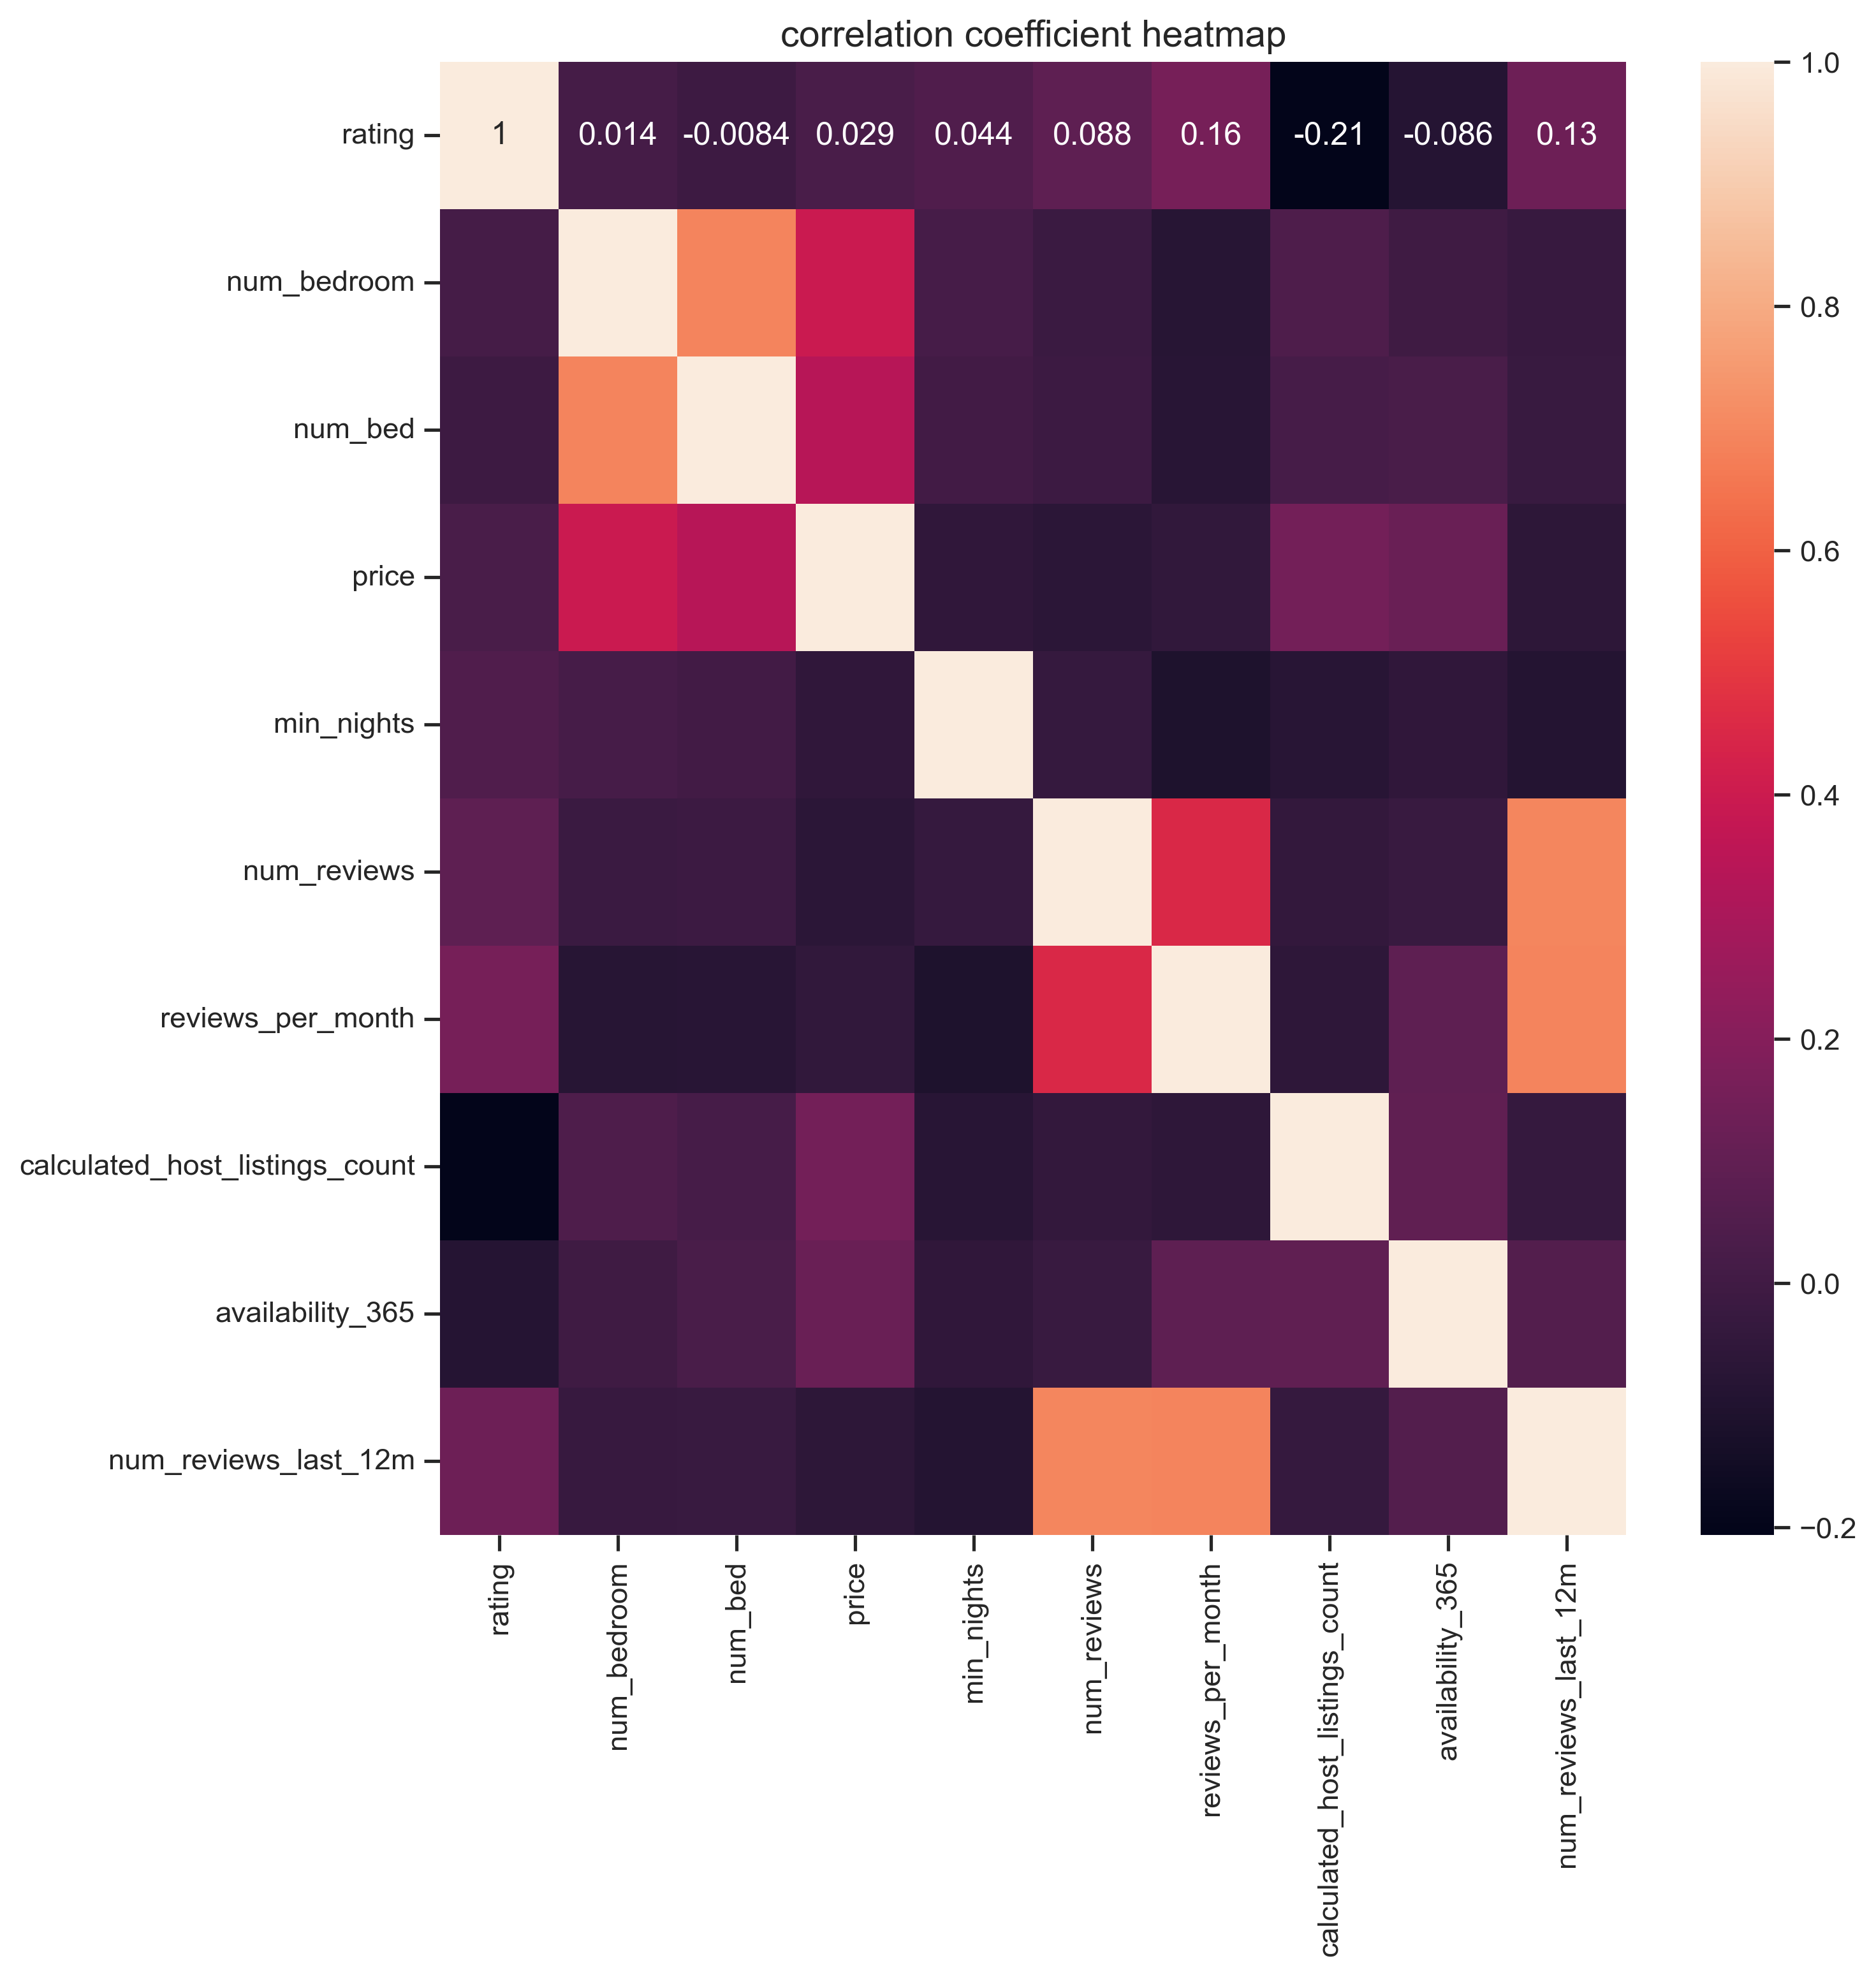 correlation coefficient heatmap
rating
1 0.014 -0.0084 0.029 0.044 0.088 0.16 -0.21 -0.086 0.13
num_bedroom
num_bed
price
min_nights
num_reviews
reviews_per_month
calculated_host_listings_count
availability_365
num_reviews_last_12m
rating
num_bedroom
num_bed
price
min_nights
num_reviews
reviews_per_month
calculated_host_listings_count
availability_365
num_reviews_last_12m
1.0
0.8
0.6
0.4
0.2
0.0
−0.2